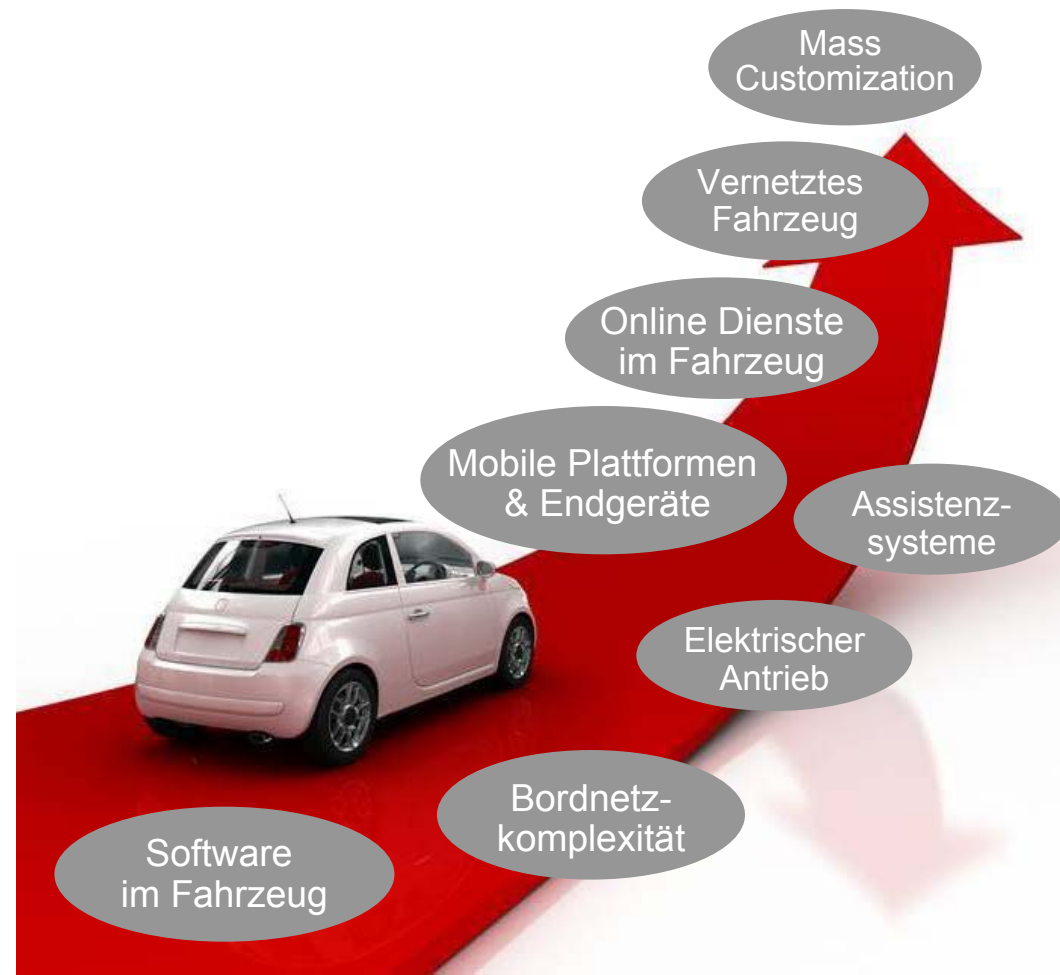 Mass
Customization
Vernetztes
Fahrzeug
Online Dienste
im Fahrzeug
Mobile Plattformen
& Endgeräte
Assistenz-
systeme
Elektrischer
Antrieb
Bordnetz-
komplexität
Software
im Fahrzeug